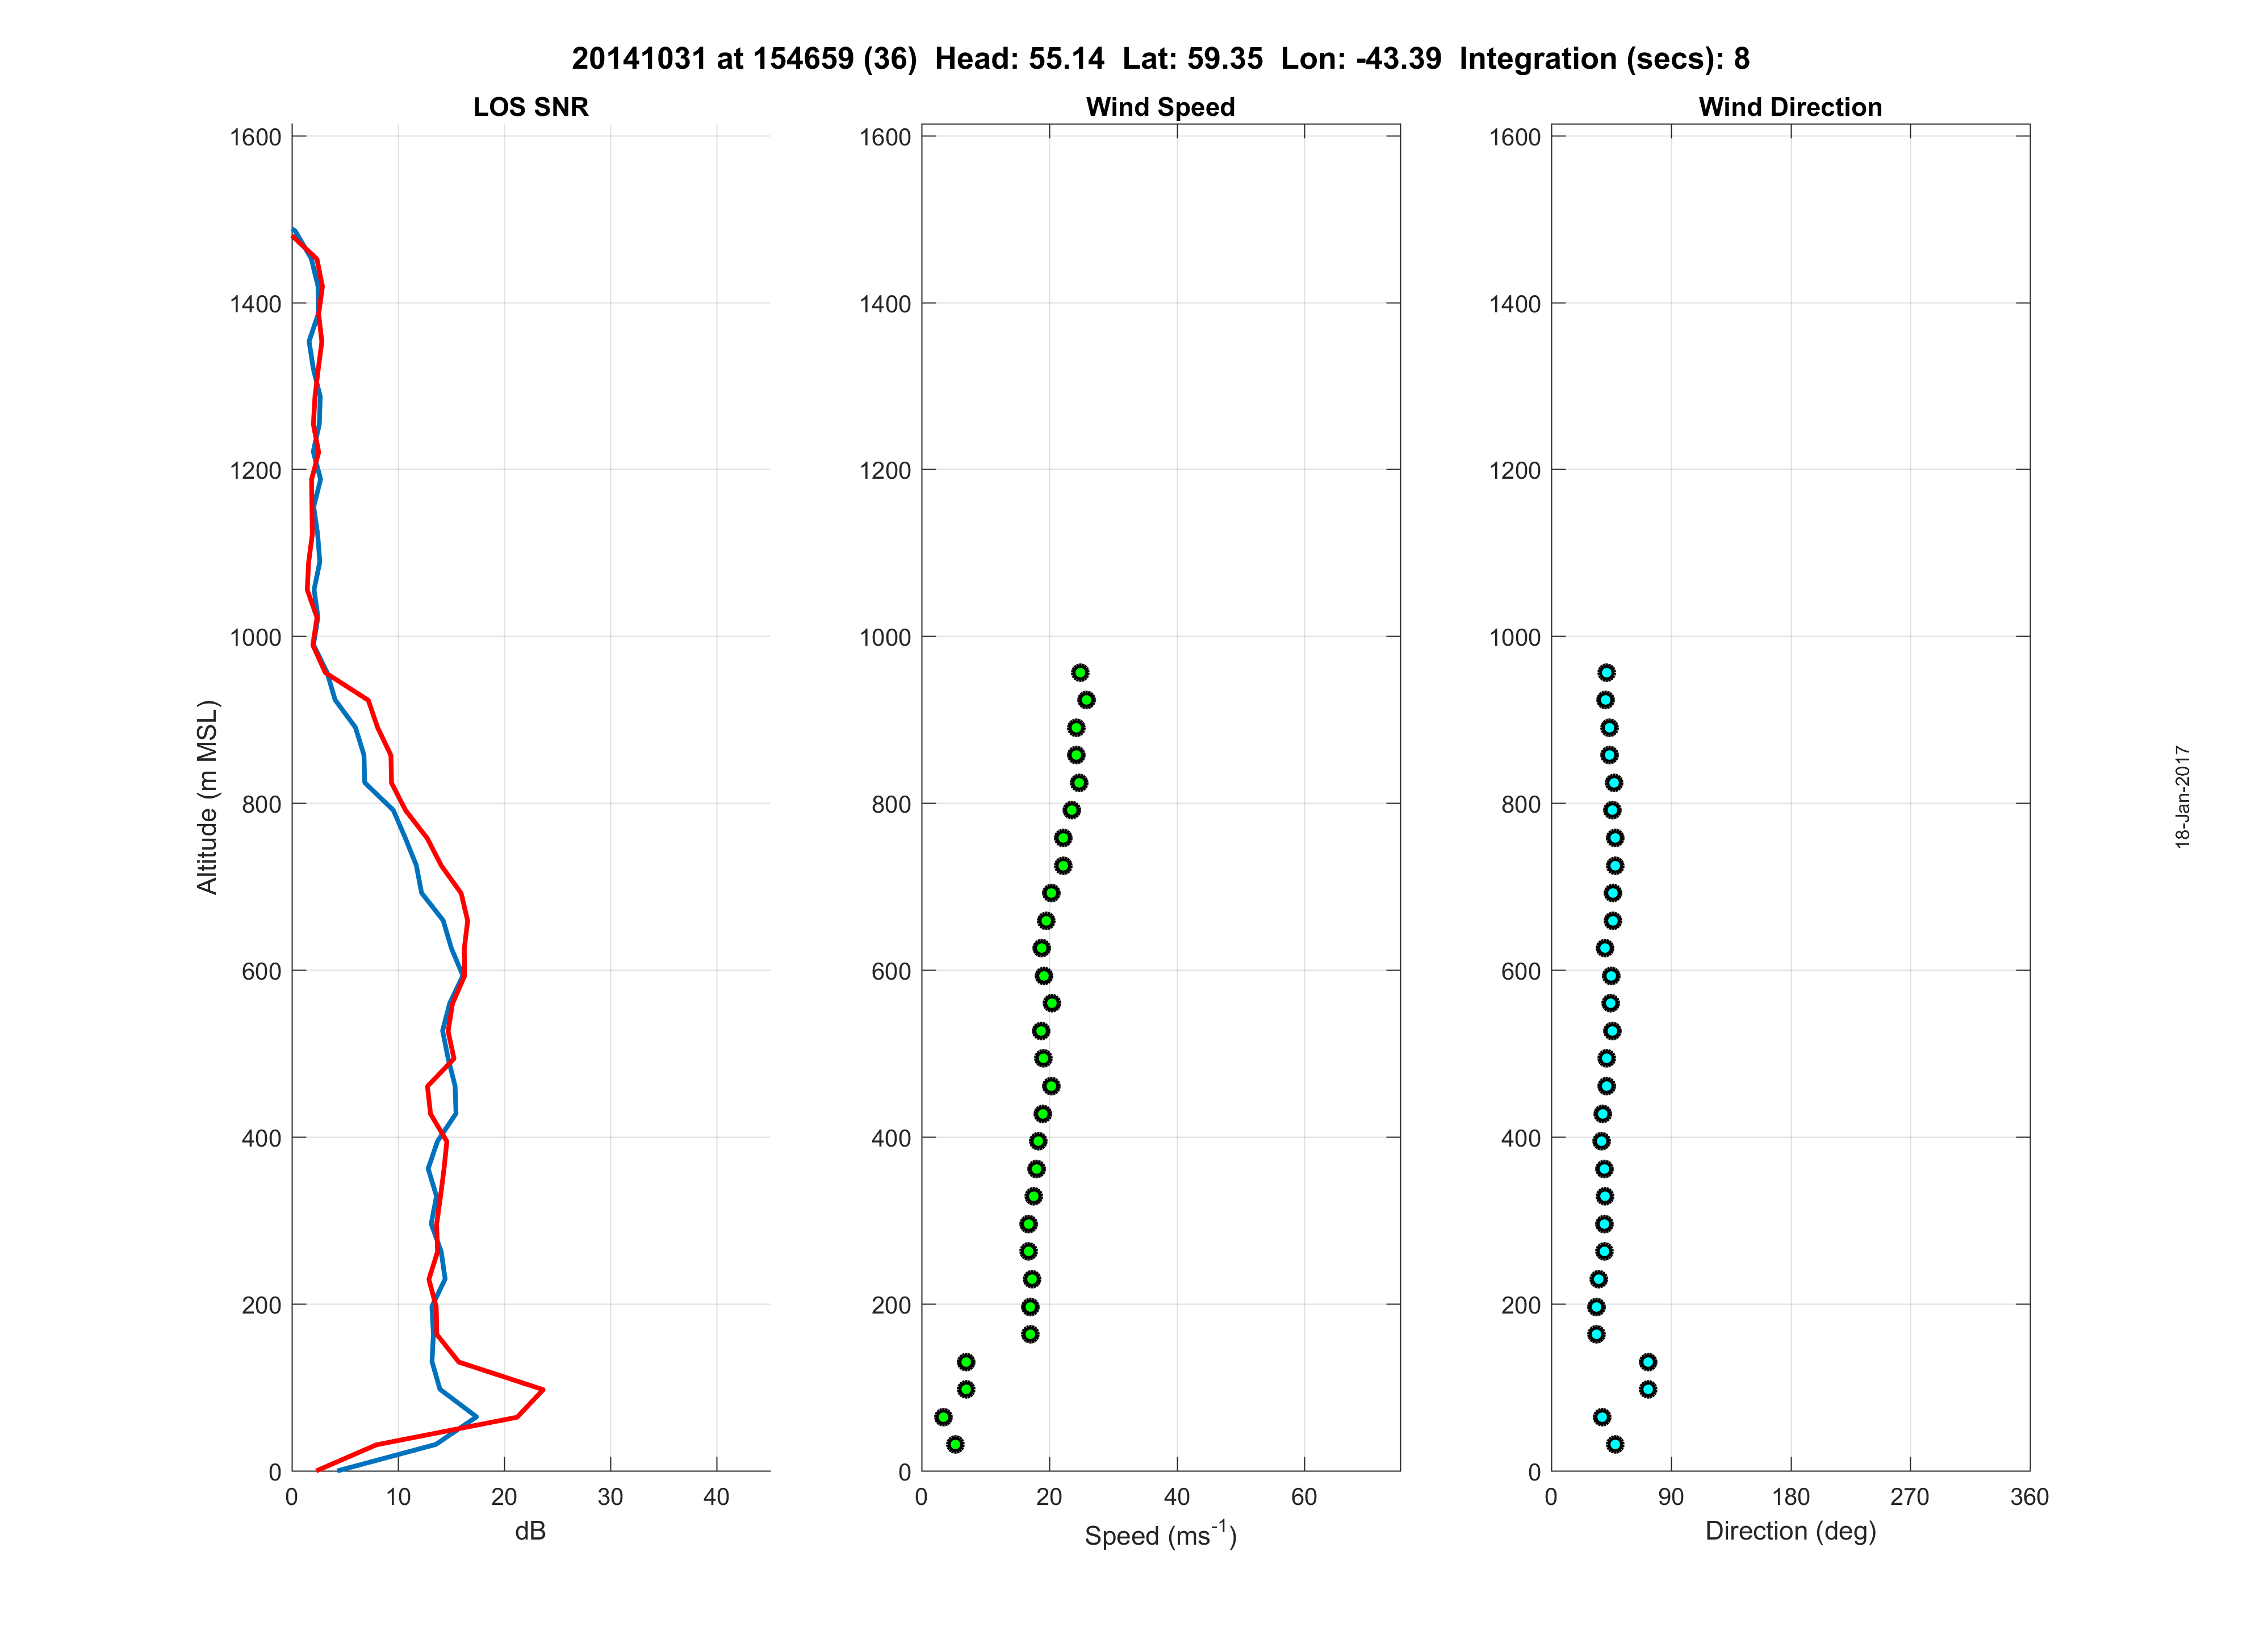 20141031 at 154659 (36)  Head: 55.14  Lat: 59.35  Lon: -43.39  Integration (secs): 8
LOS SNR
1600
1400
1200
1000
800
600
400
200
0
0 10 20 30 40
dB
Altitude (m MSL)
Wind Speed
1600
1400
1200
1000
800
600
400
200
0
0 20 40 60
Speed (ms-1)
Wind Direction
1600
1400
1200
1000
800
600
400
200
0
0 90 180 270 360
Direction (deg)
18-Jan-2017